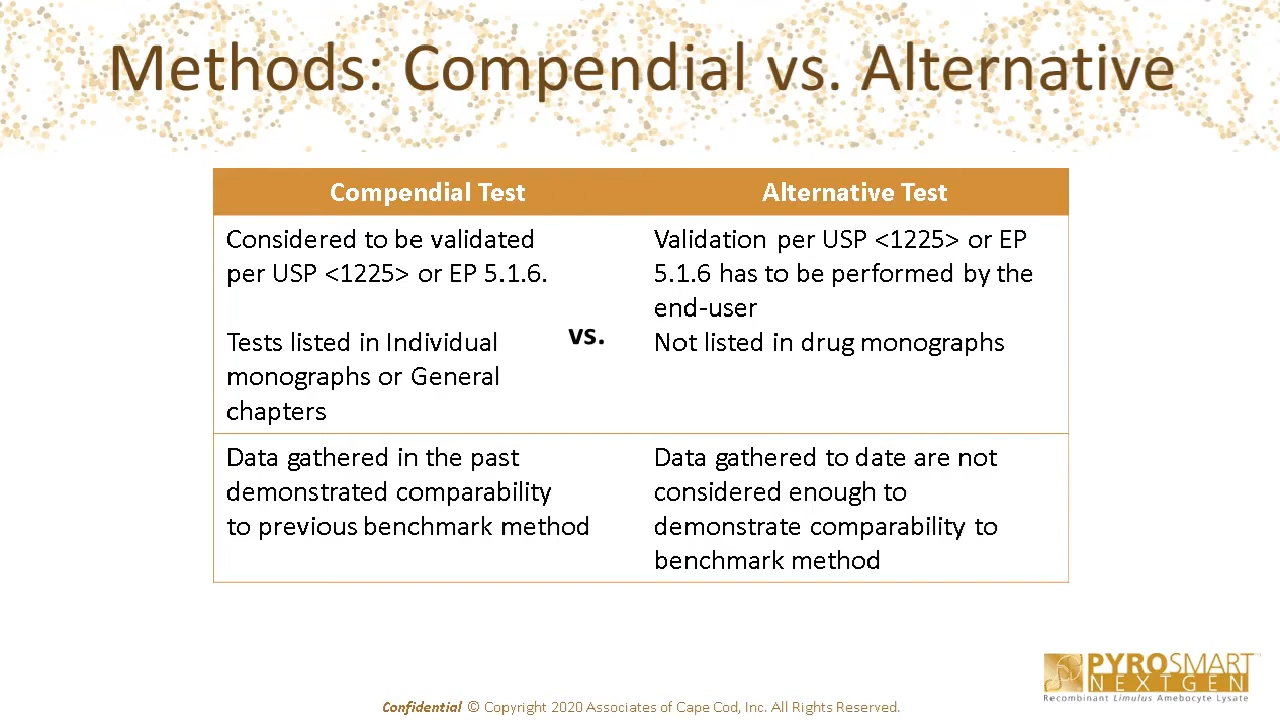 Methods: Compendial vs. Alternative
Compendial Test
Alternative Test
Considered to be validated
per USP <1225> or EP 5.1.6.
Tests listed in Individual
monographs or General
chapters
vs.
Validation per USP <1225> or EP
5.1.6 has to be performed by the
end-user
Not listed in drug monographs
Data gathered in the past
demonstrated comparability
to previous benchmark method
Data gathered to date are not
considered enough to
demonstrate comparability to
benchmark method
PYROSMART
NEXTGEN
Recombinant Limulus Amebocyte Lysate
Confidential © Copyright 2020 Associates of Cape Cod, Inc. All Rights Reserved.